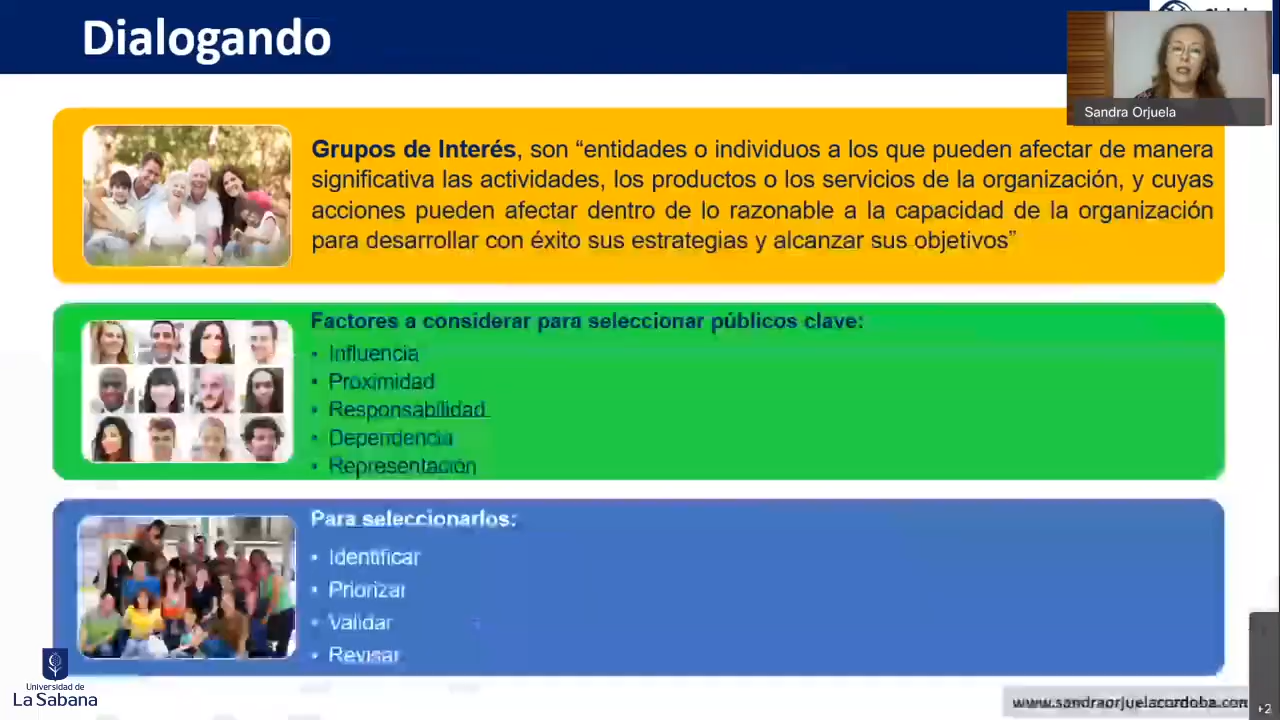 Dialogando
Sandra Orjuela
Grupos de Interés, son “entidades o individuos a los que pueden afectar de manera
significativa las actividades, los productos o los servicios de la organización, y cuyas
acciones pueden afectar dentro de lo razonable a la capacidad de la organización
para desarrollar con éxito sus estrategias y alcanzar sus objetivos”
Factores a considerar para seleccionar públicos clave:
• Influencia
• Proximidad
• Responsabilidad
• Dependencia
• Representación
Para seleccionarlos:
• Identificar
• Priorizar
• Validar
• Revisar
Universidad de
La Sabana
www.sandraorjuelacordoba.com
+2